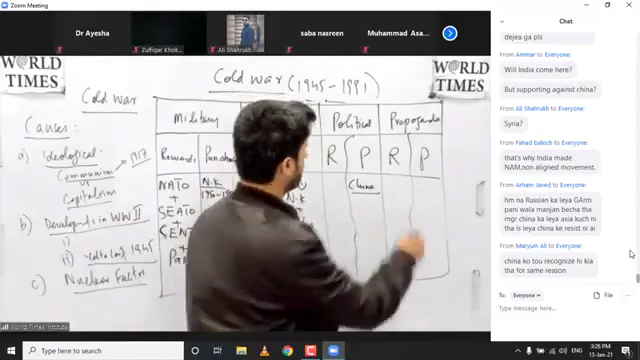 Zoom Meeting
Dr Ayesha
Zulfiqar Khok...
Ali Shahrukh
saba nasreen
Muhammad Asa...
WORLD
TIMES
WORLD
TIMES
Cold war (1945-1991)
Cold war
Causes:
a) Ideological
Communism → 1917
vs
Capitalism
b) Developments in WW II
i)
ii) Yalta Conf 1945
c) Nuclear Factor
Military
Political
Propaganda
Rewards
R
P
R
P
NATO
+
SEATO
+
N.K
N.K
China
World Times Institute
Chat
dejea ga pls
From Ammar to Everyone:
Will India come here?
But supporting against china?
From Ali Shahrukh to Everyone:
Syria?
From Fahad baloch to Everyone:
that's why India made
NAM.non aligned movement.
From Arham Javed to Everyone:
hm na Russian ka leya GArm
pani wala manjan becha tha
mgr china ka leya asia kuch ni
tha is leya china ke resist ni ai
From Maryum Ali to Everyone:
china ko tou recognize hi kia
tha for same reason
To: Everyone
File
Type message here...
Type here to search
3:26 PM
13-Jan-21